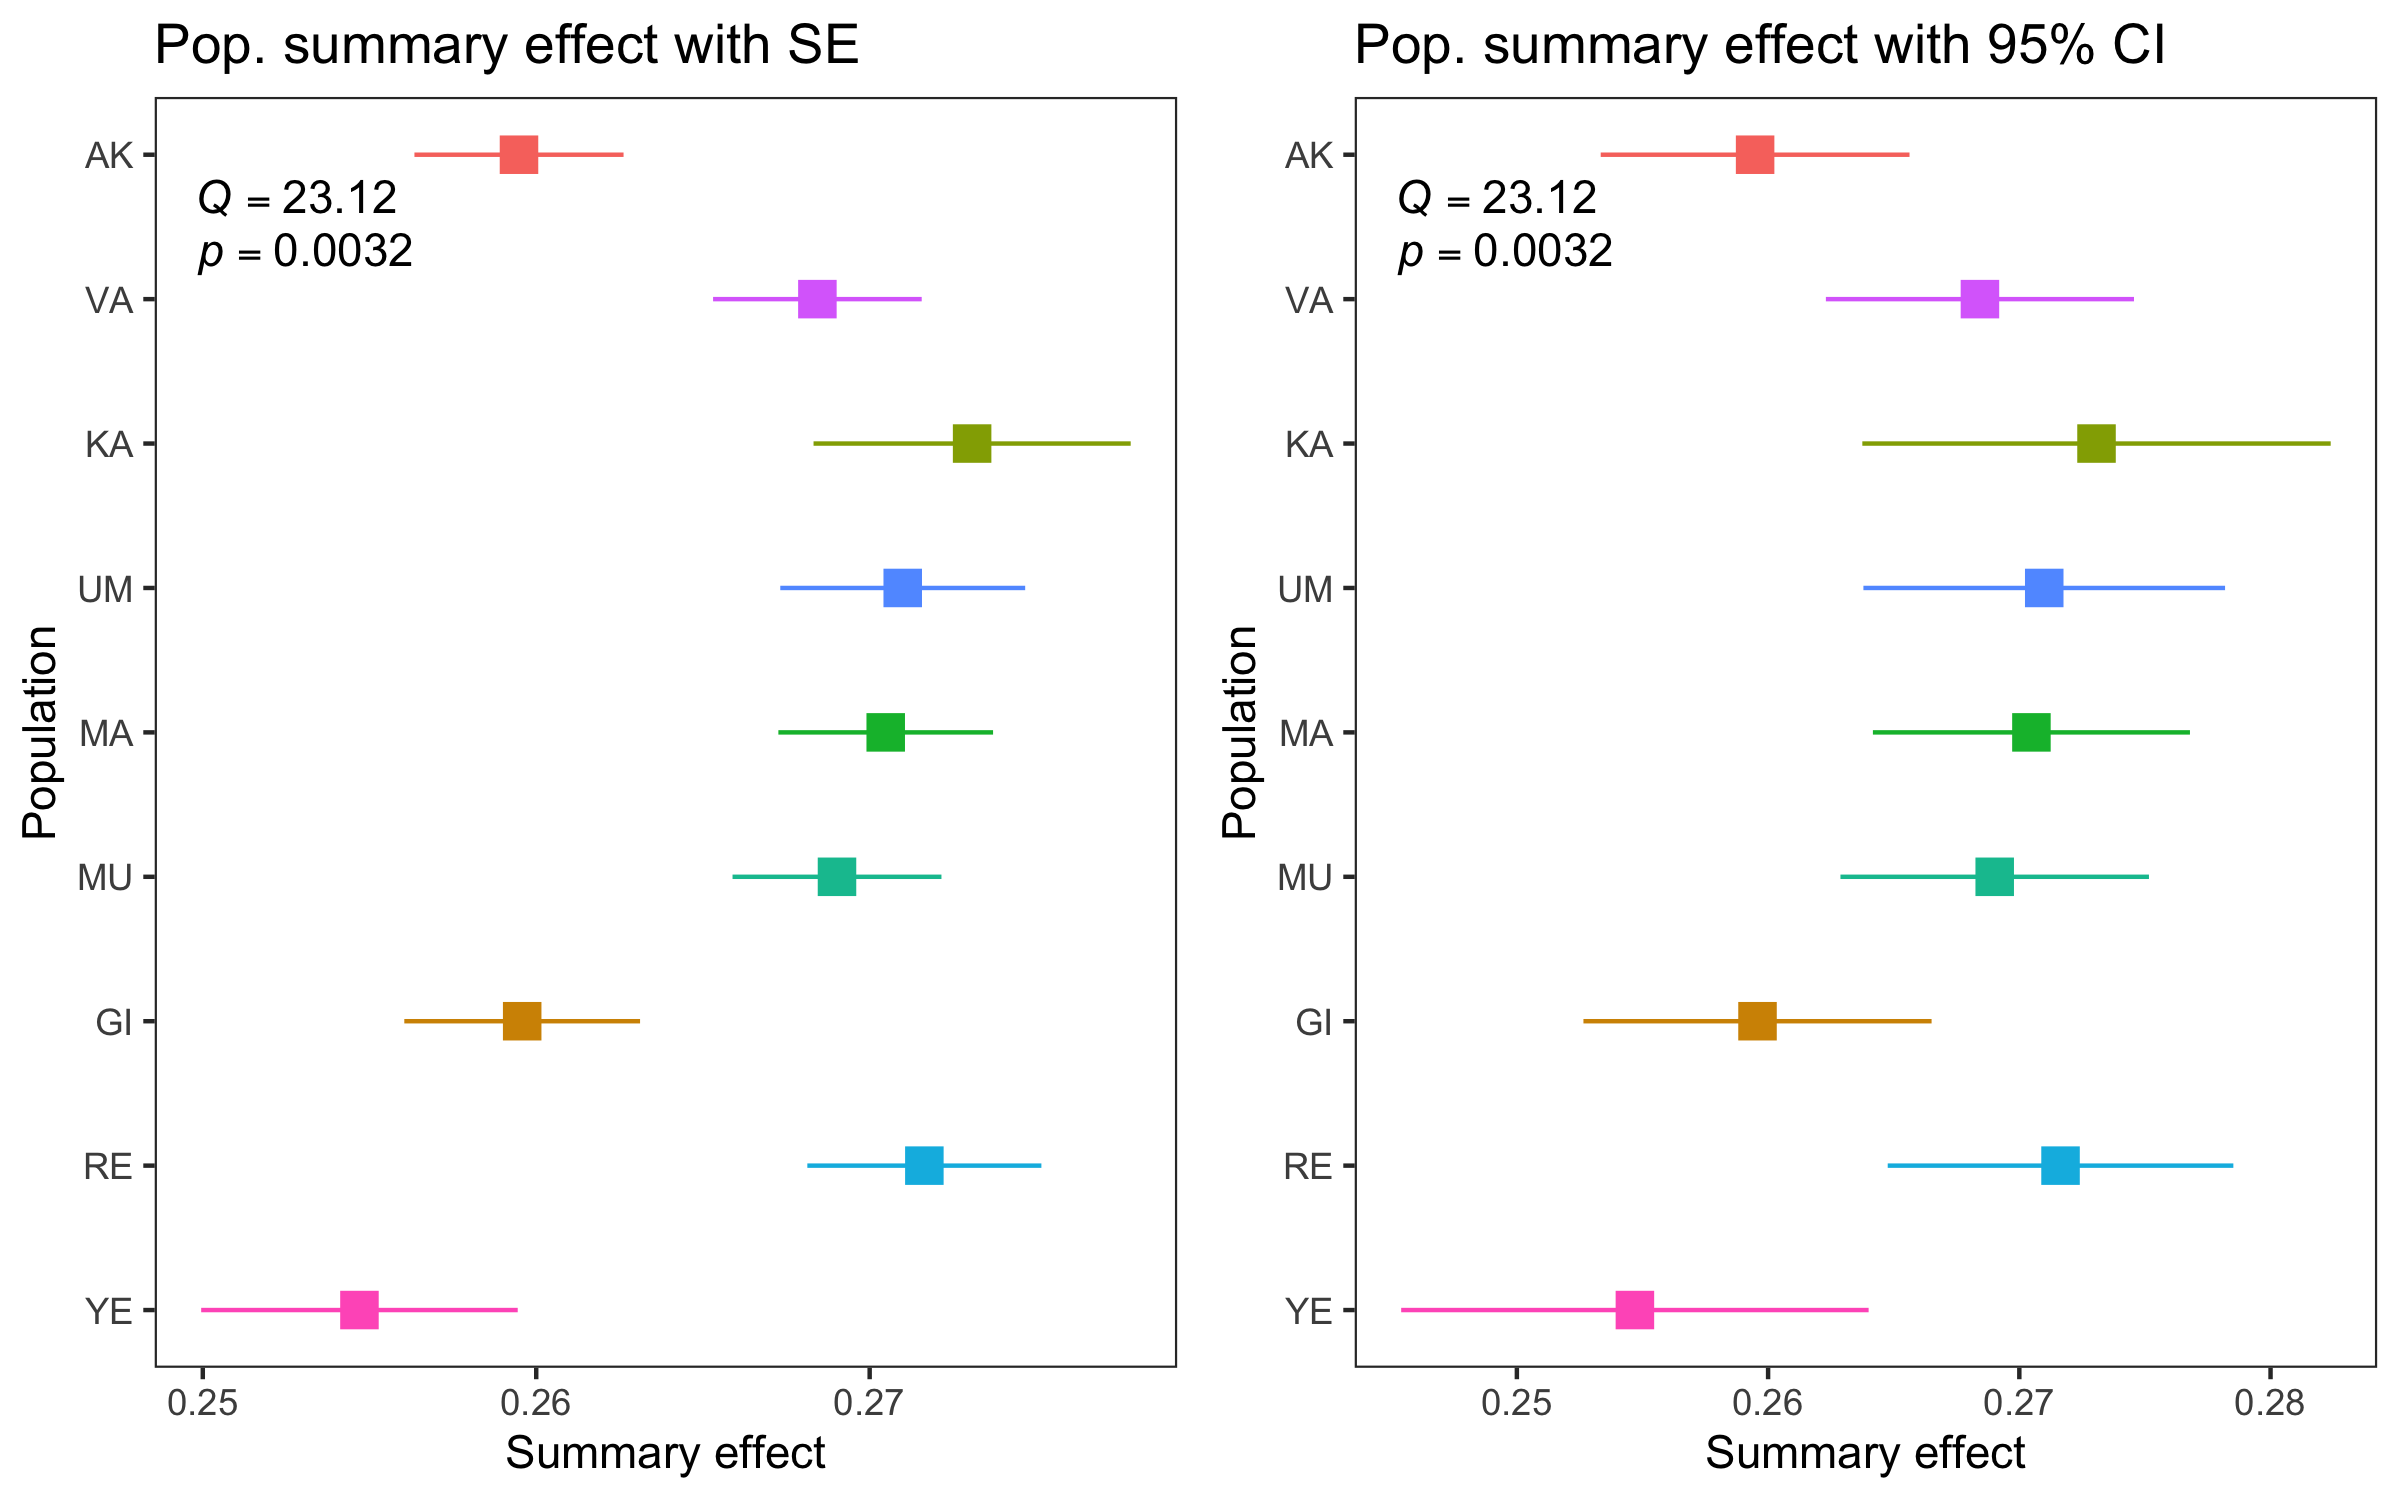 Pop. summary effect with SE
AK
Q = 23.12
p = 0.0032
VA
KA
UM
MA
MU
GI
RE
YE
Population
0.25 0.26 0.27
Summary effect
Pop. summary effect with 95% CI
AK
Q = 23.12
p = 0.0032
VA
KA
UM
MA
MU
GI
RE
YE
Population
0.25 0.26 0.27 0.28
Summary effect